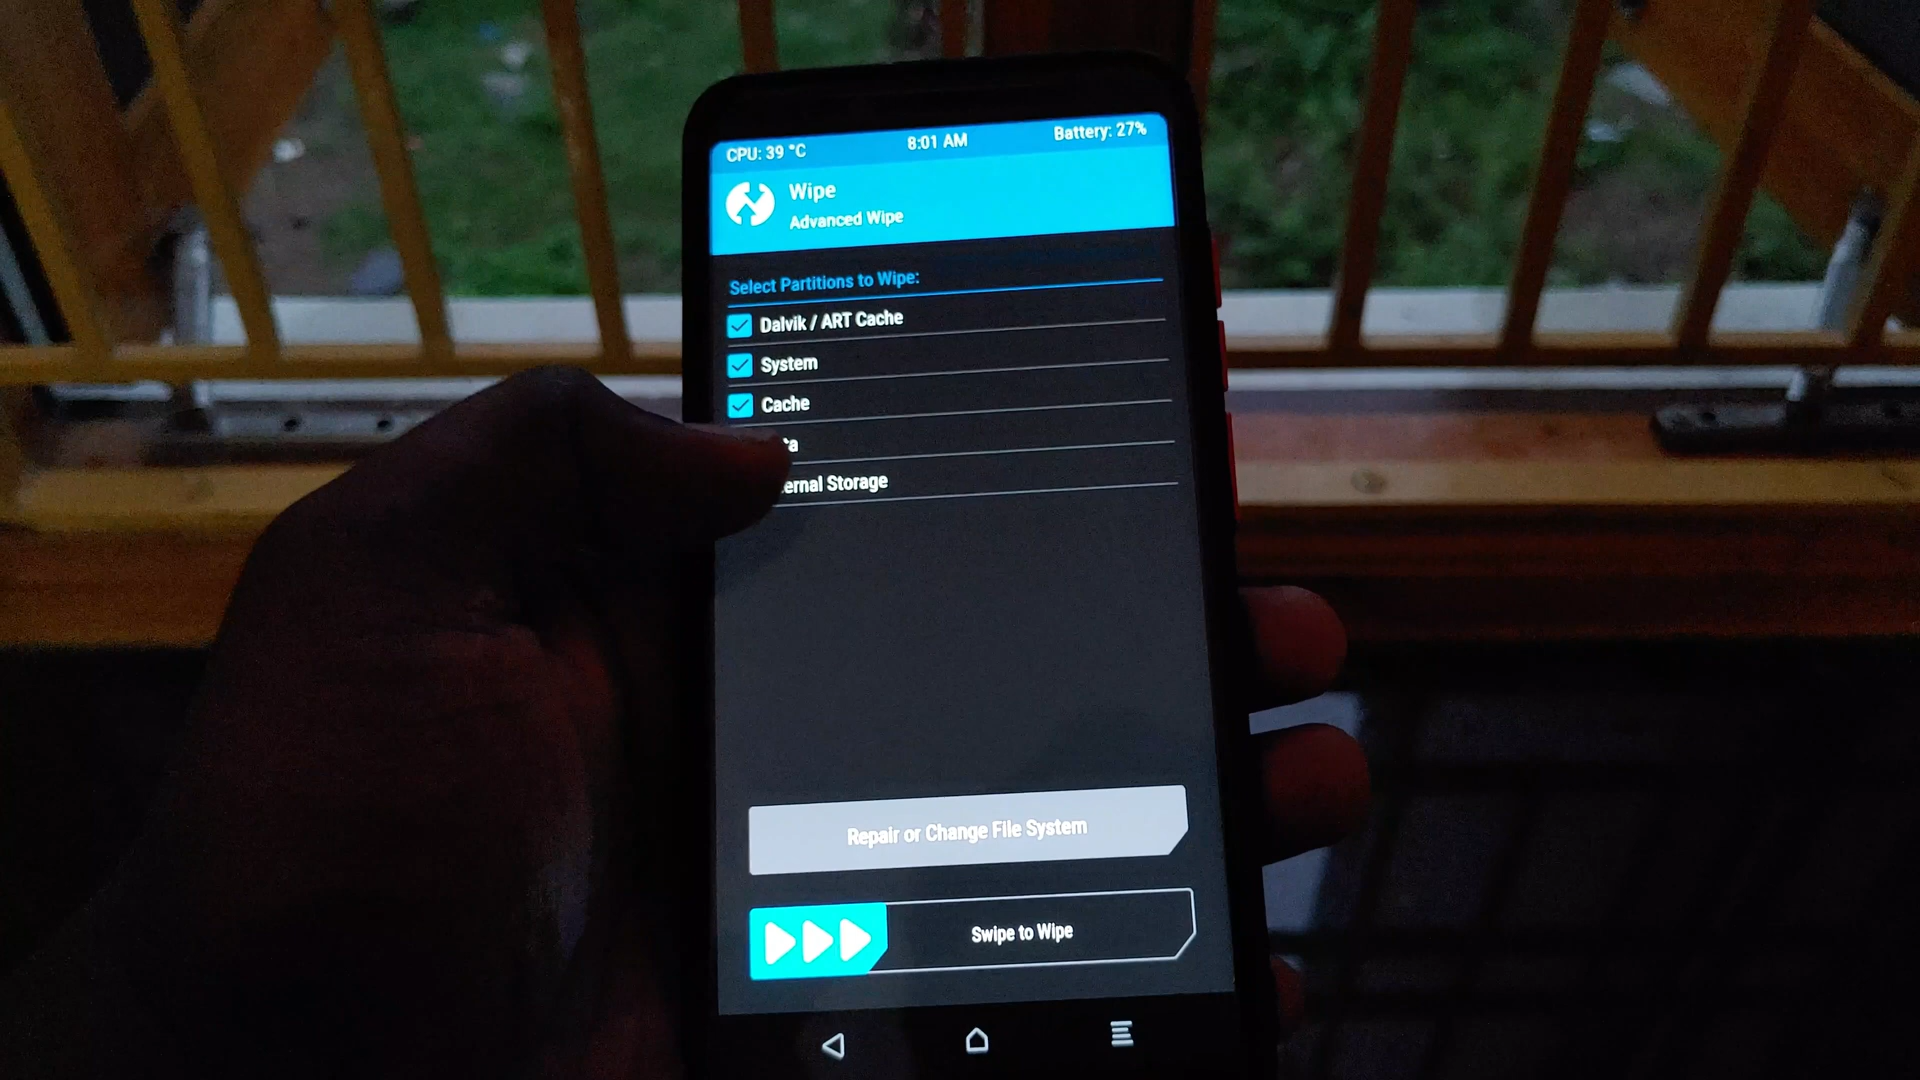 CPU: 39 °C 8:01 AM Battery: 27%
Wipe
Advanced Wipe
Select Partitions to Wipe:
Dalvik / ART Cache
System
Cache
Storage
Repair or Change File System
Swipe to Wipe